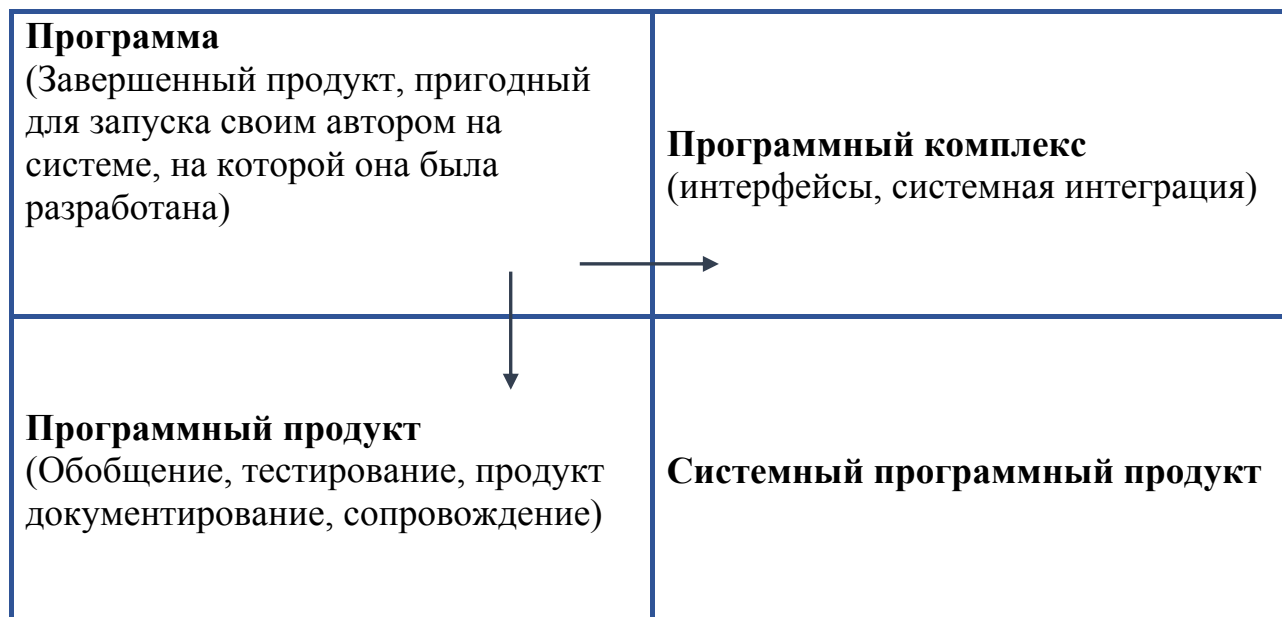 Программа
(Завершенный продукт, пригодный
для запуска своим автором на
системе, на которой она была
разработана)
Программный комплекс
(интерфейсы, системная интеграция)
Программный продукт
(Обобщение, тестирование, продукт
документирование, сопровождение)
Системный программный продукт